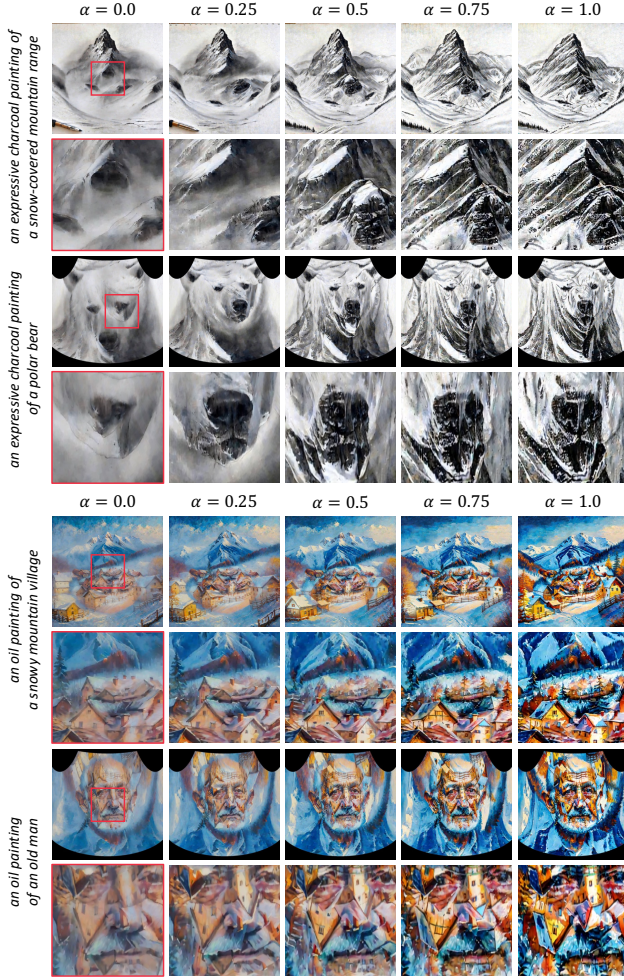 α = 0.0 α = 0.25 α = 0.5 α = 0.75 α = 1.0
an expressive charcoal painting of
a snow-covered mountain range
an expressive charcoal painting
of a polar bear
α = 0.0 α = 0.25 α = 0.5 α = 0.75 α = 1.0
an oil painting of
a snowy mountain village
an oil painting
of an old man